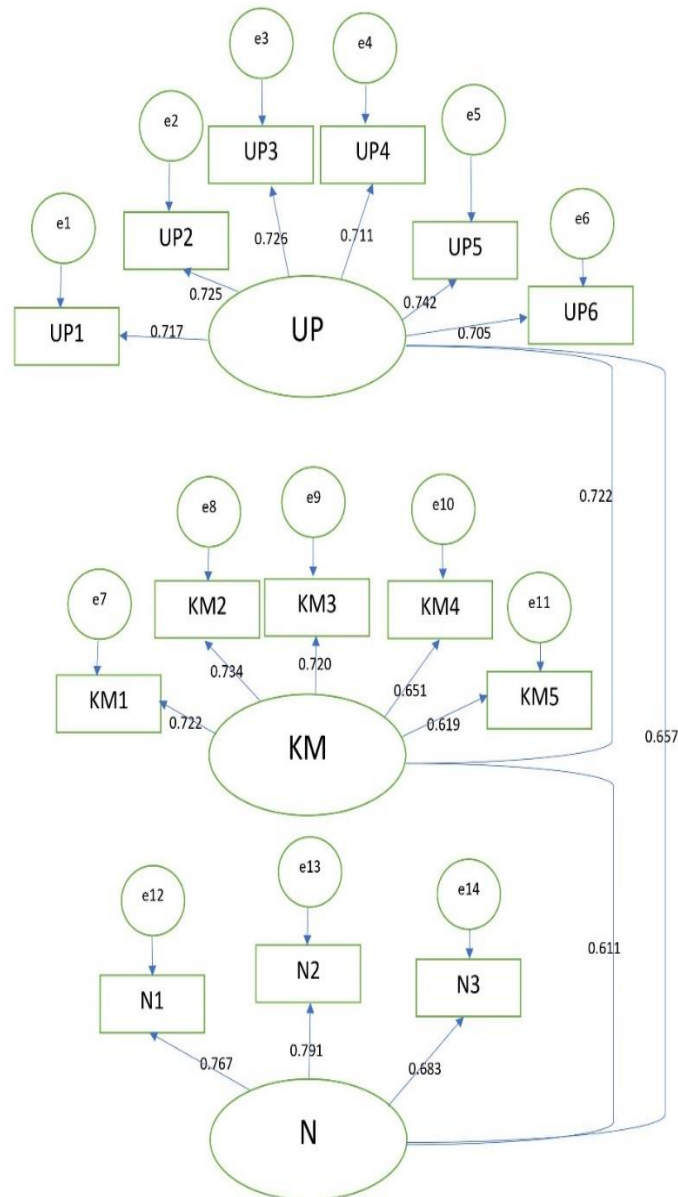 e3
e4
e2
e5
UP3
UP4
e1
e6
UP2
0.726
0.711
UP5
0.725
0.742
UP6
UP1
0.717
UP
0.705
0.722
e9
e8
e10
e7
e11
KM2
KM3
KM4
0.734
0.720
0.651
KM1
KM5
0.722
0.619
KM
0.657
e13
e12
e14
0.611
N2
N1
N3
0.767
0.791
0.683
N